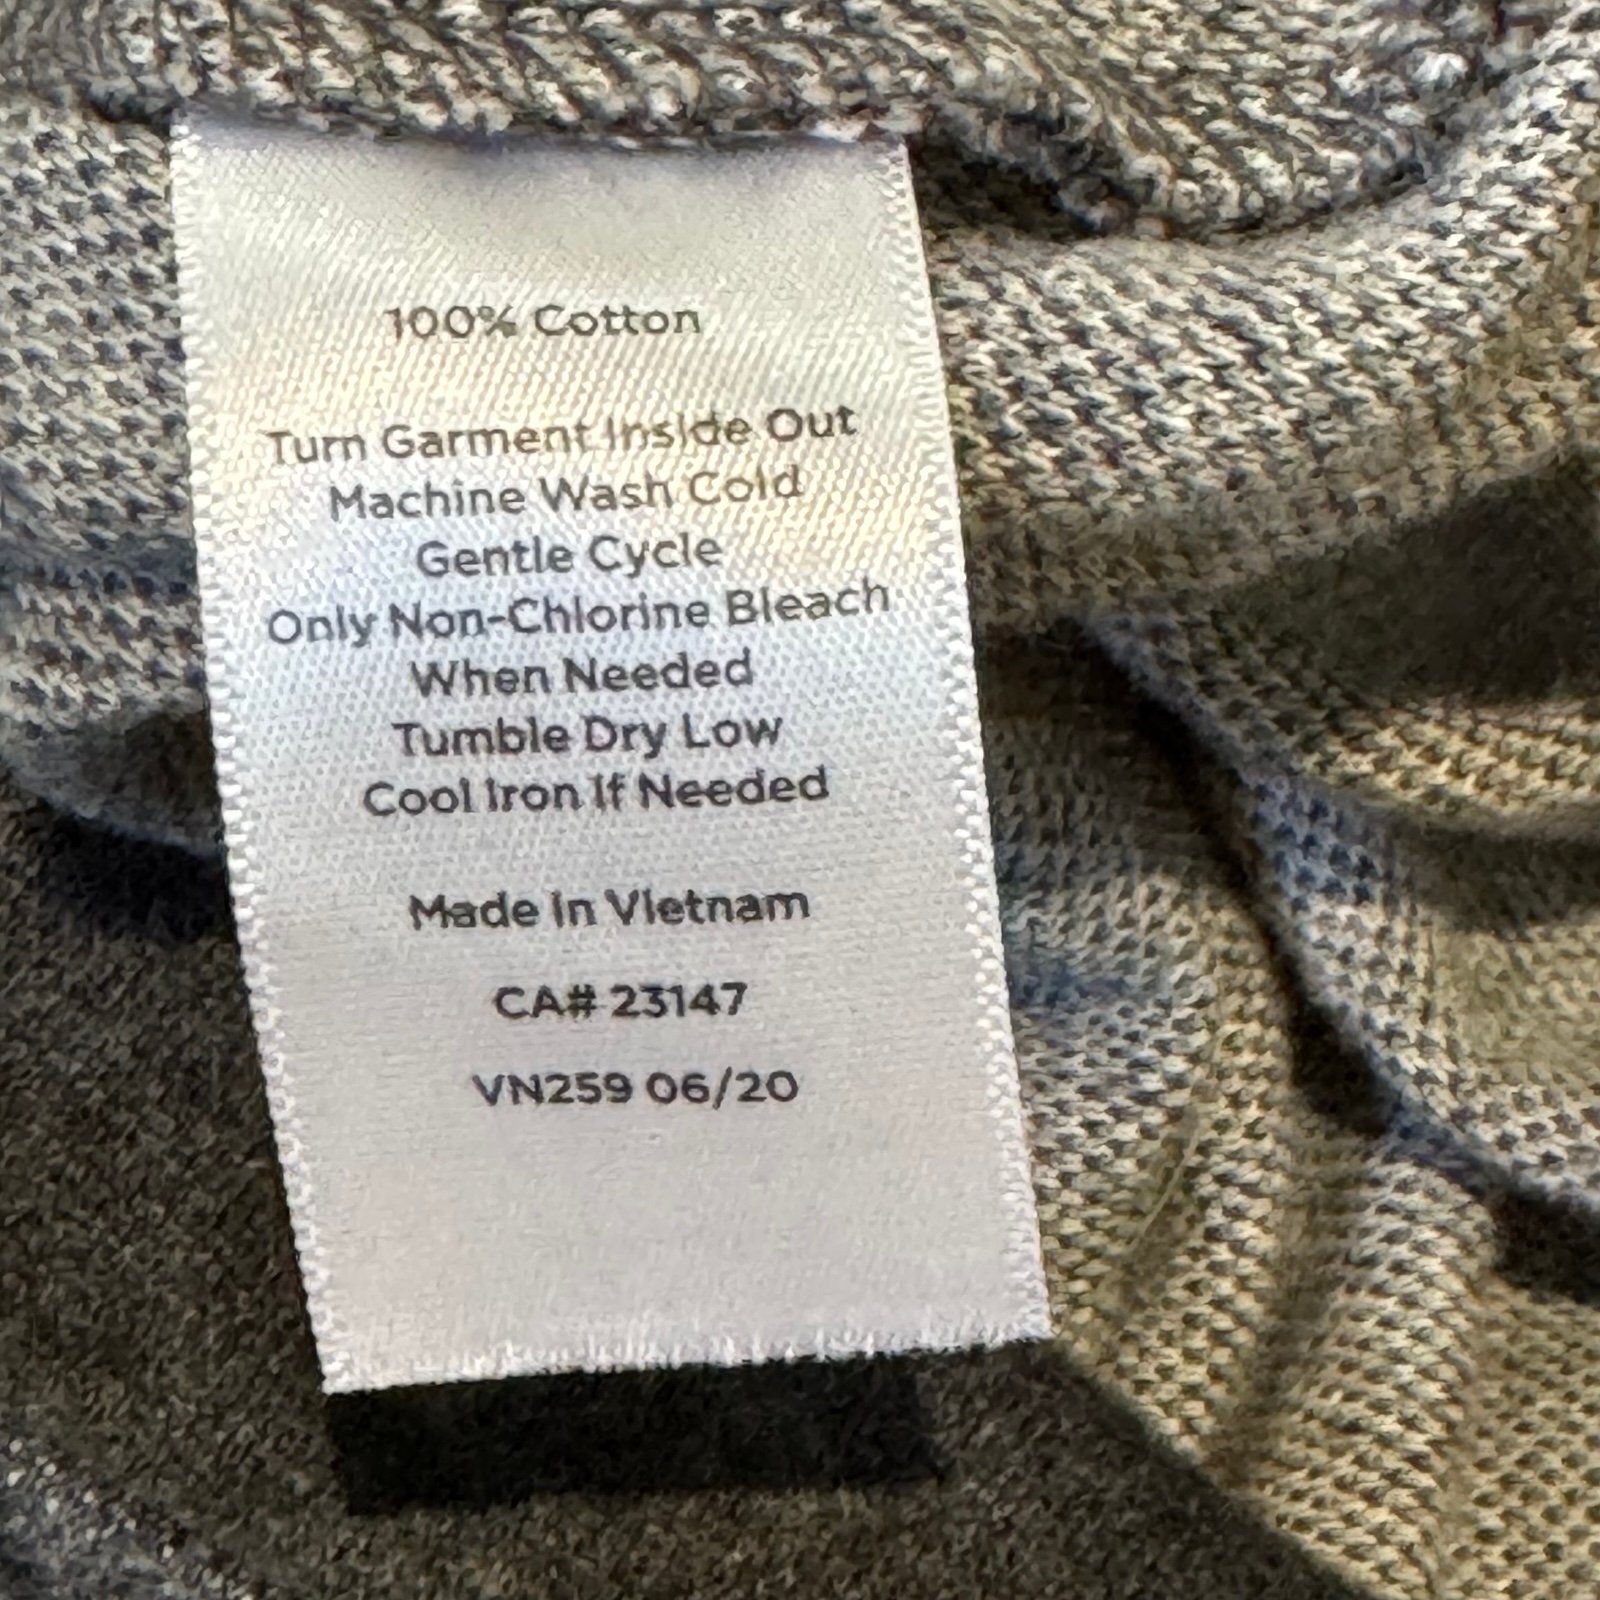 100% Cotton
Turn Garment Inside Out
Machine Wash Cold
Gentle Cycle
Only Non-Chlorine Bleach
When Needed
Tumble Dry Low
Cool Iron If Needed
Made In Vietnam
CA# 23147
VN259 06/20